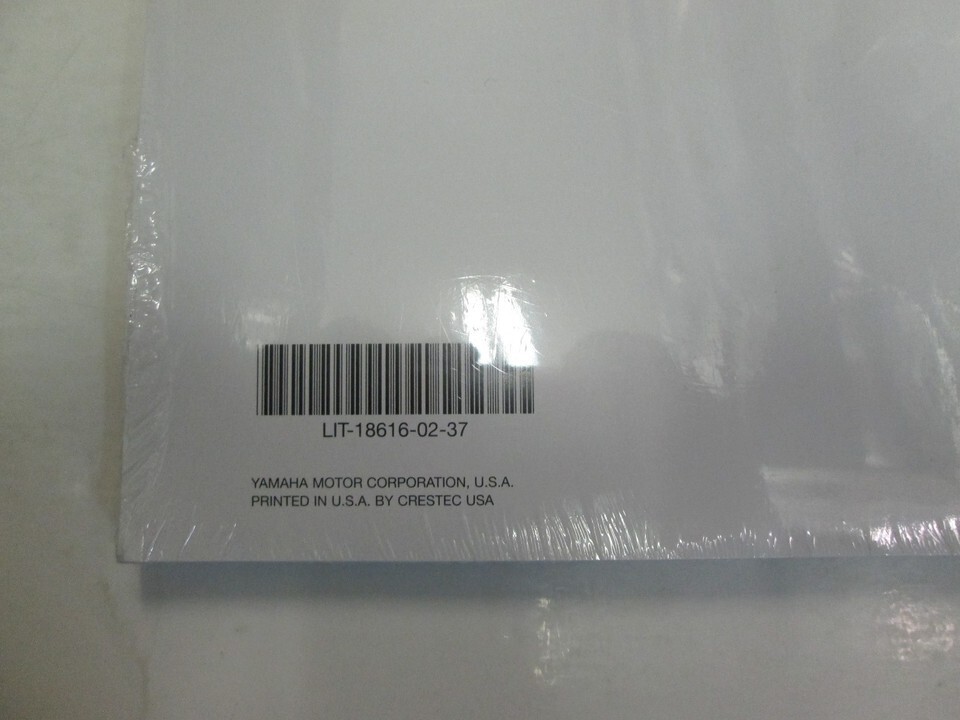 LIT-18616-02-37
YAMAHA MOTOR CORPORATION, U.S.A.
PRINTED IN U.S.A. BY CRESTEC USA